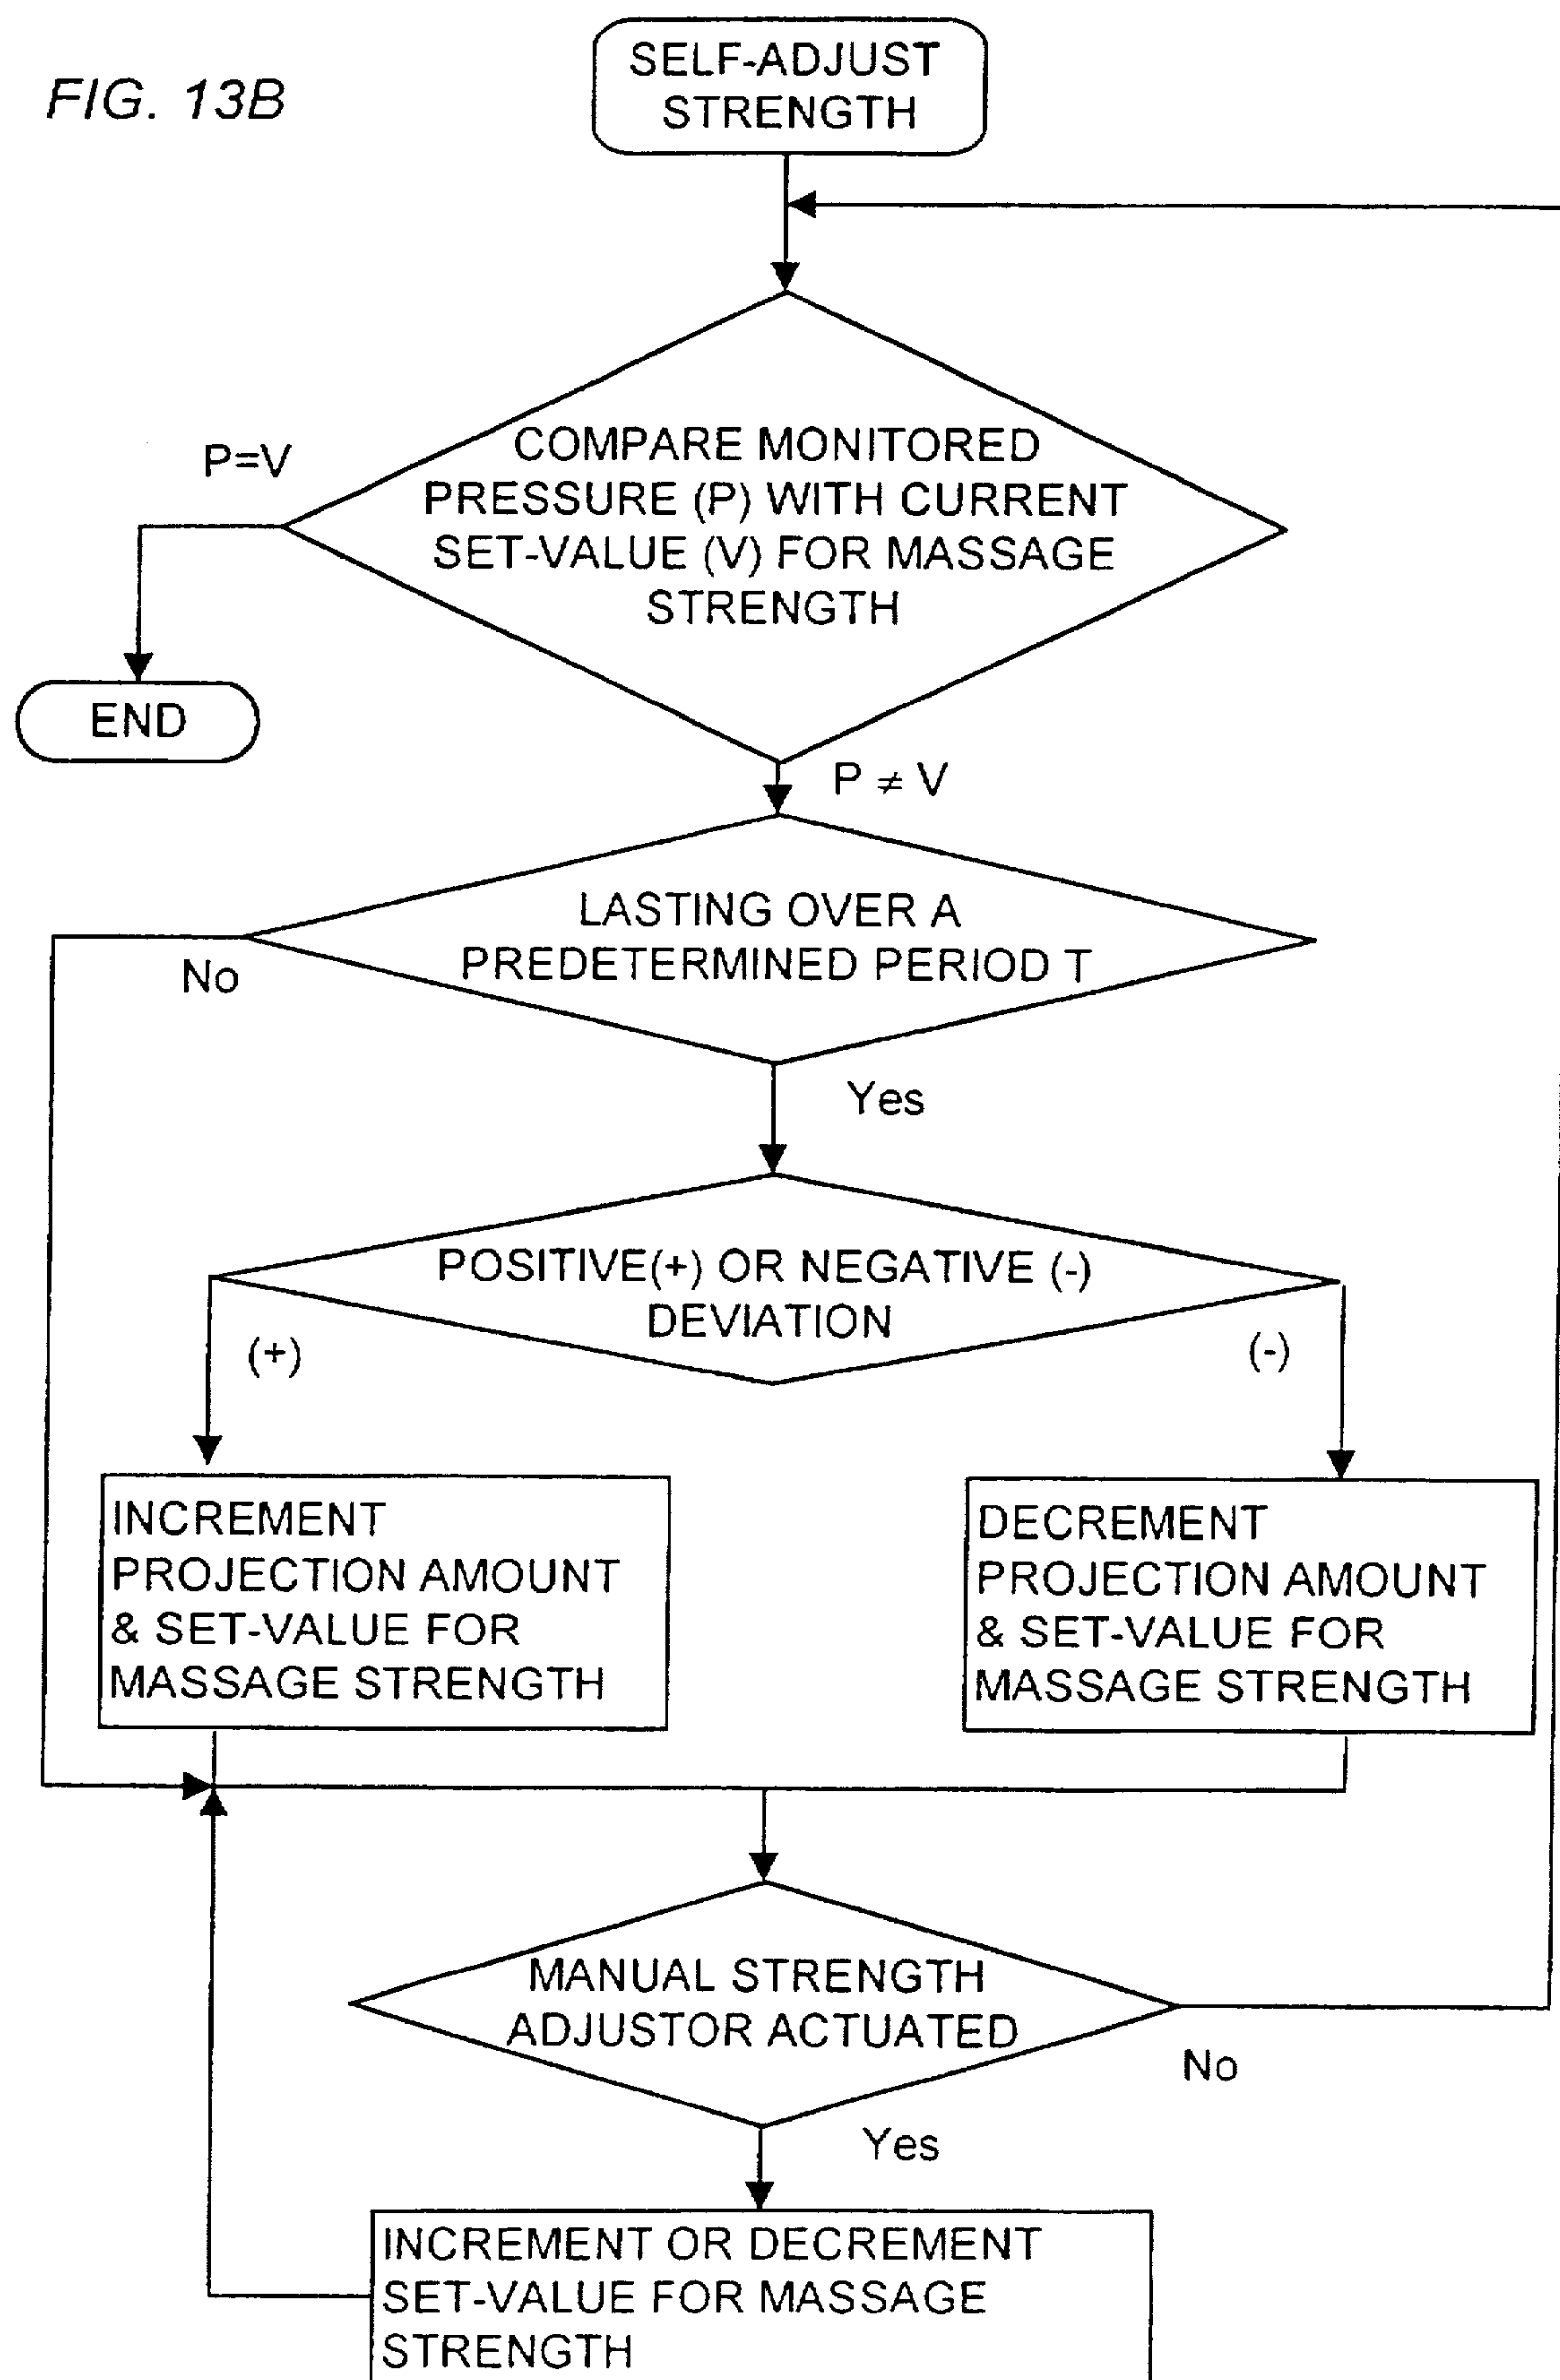 FIG. 13B
SELF-ADJUST
STRENGTH
COMPARE MONITORED
PRESSURE (P) WITH CURRENT
SET-VALUE (V) FOR MASSAGE
STRENGTH
P=V
END
P ≠ V
LASTING OVER A
PREDETERMINED PERIOD T
No
Yes
POSITIVE(+) OR NEGATIVE (-)
DEVIATION
(+)
(-)
INCREMENT
PROJECTION AMOUNT
& SET-VALUE FOR
MASSAGE STRENGTH
DECREMENT
PROJECTION AMOUNT
& SET-VALUE FOR
MASSAGE STRENGTH
MANUAL STRENGTH
ADJUSTOR ACTUATED
No
Yes
INCREMENT OR DECREMENT
SET-VALUE FOR MASSAGE
STRENGTH